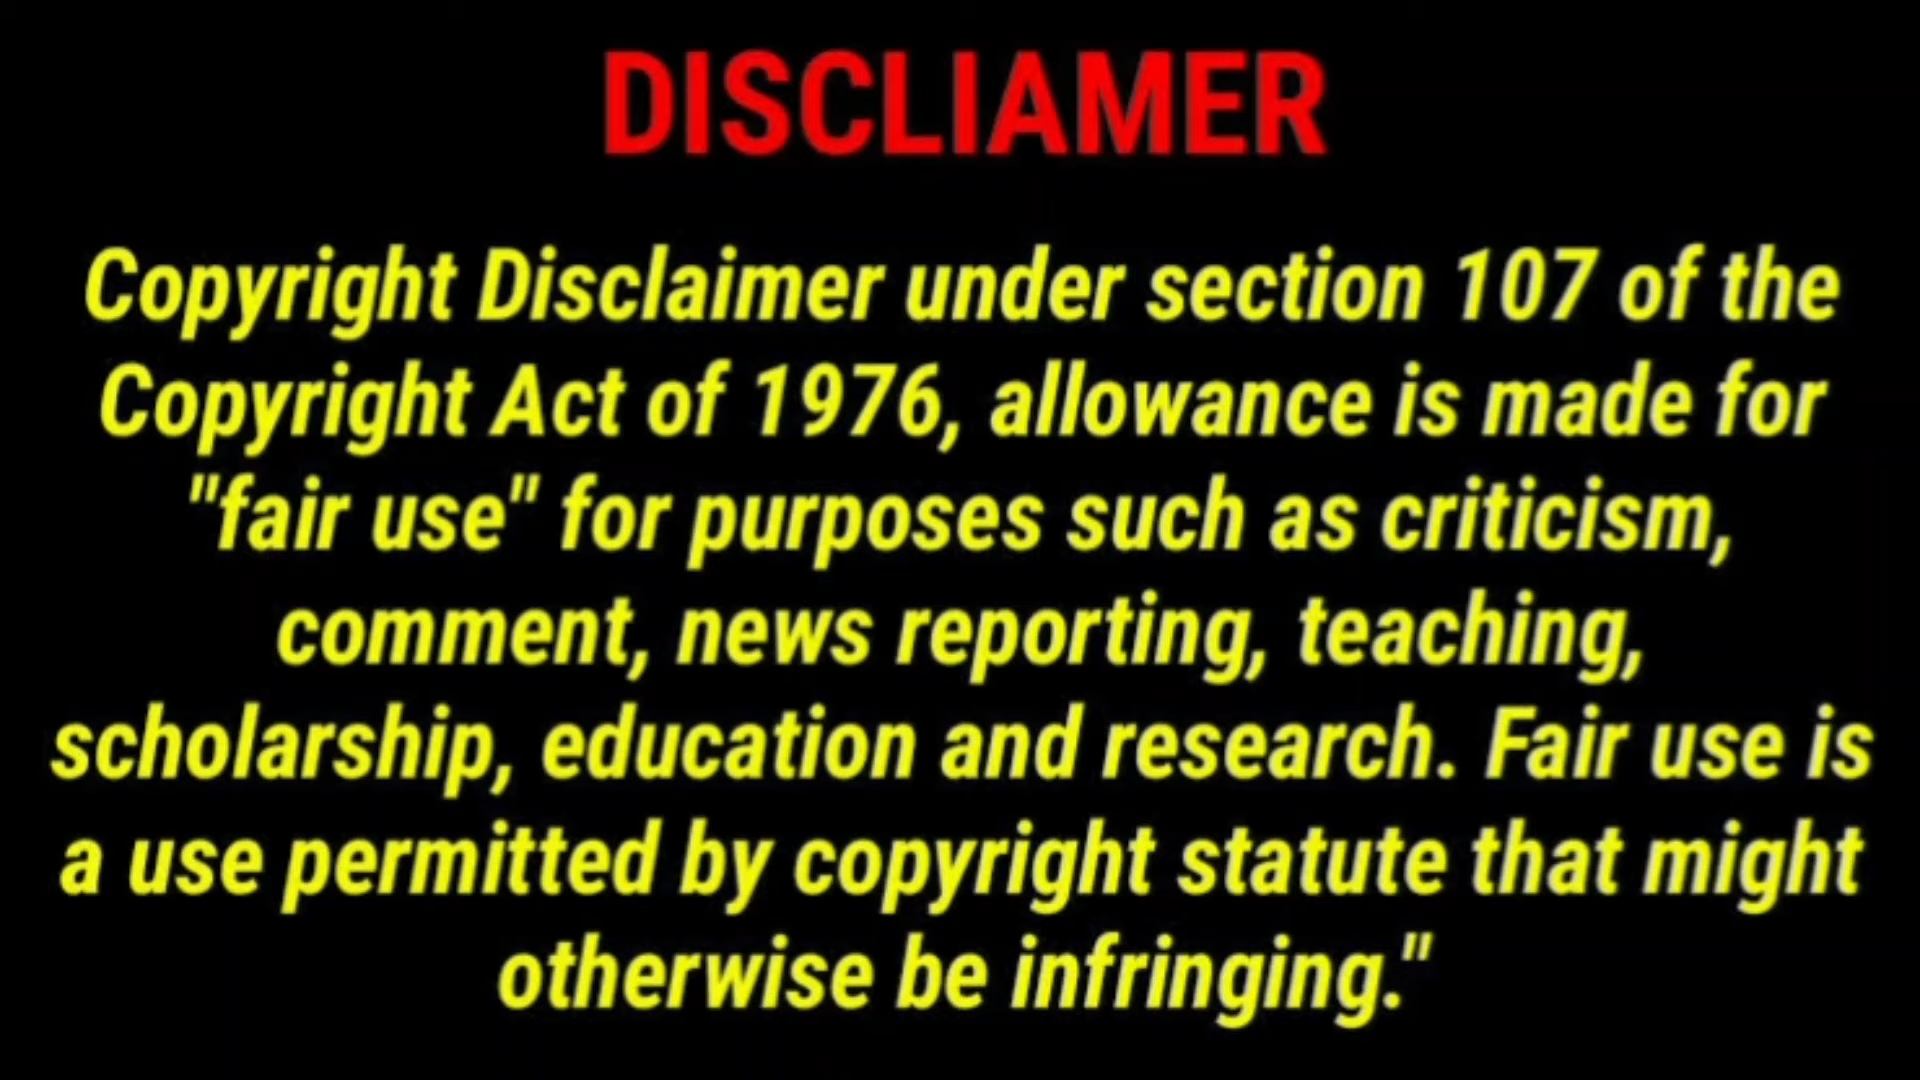 DISCLIAMER
Copyright Disclaimer under section 107 of the
Copyright Act of 1976, allowance is made for
"fair use" for purposes such as criticism,
comment, news reporting, teaching,
scholarship, education and research. Fair use is
a use permitted by copyright statute that might
otherwise be infringing."